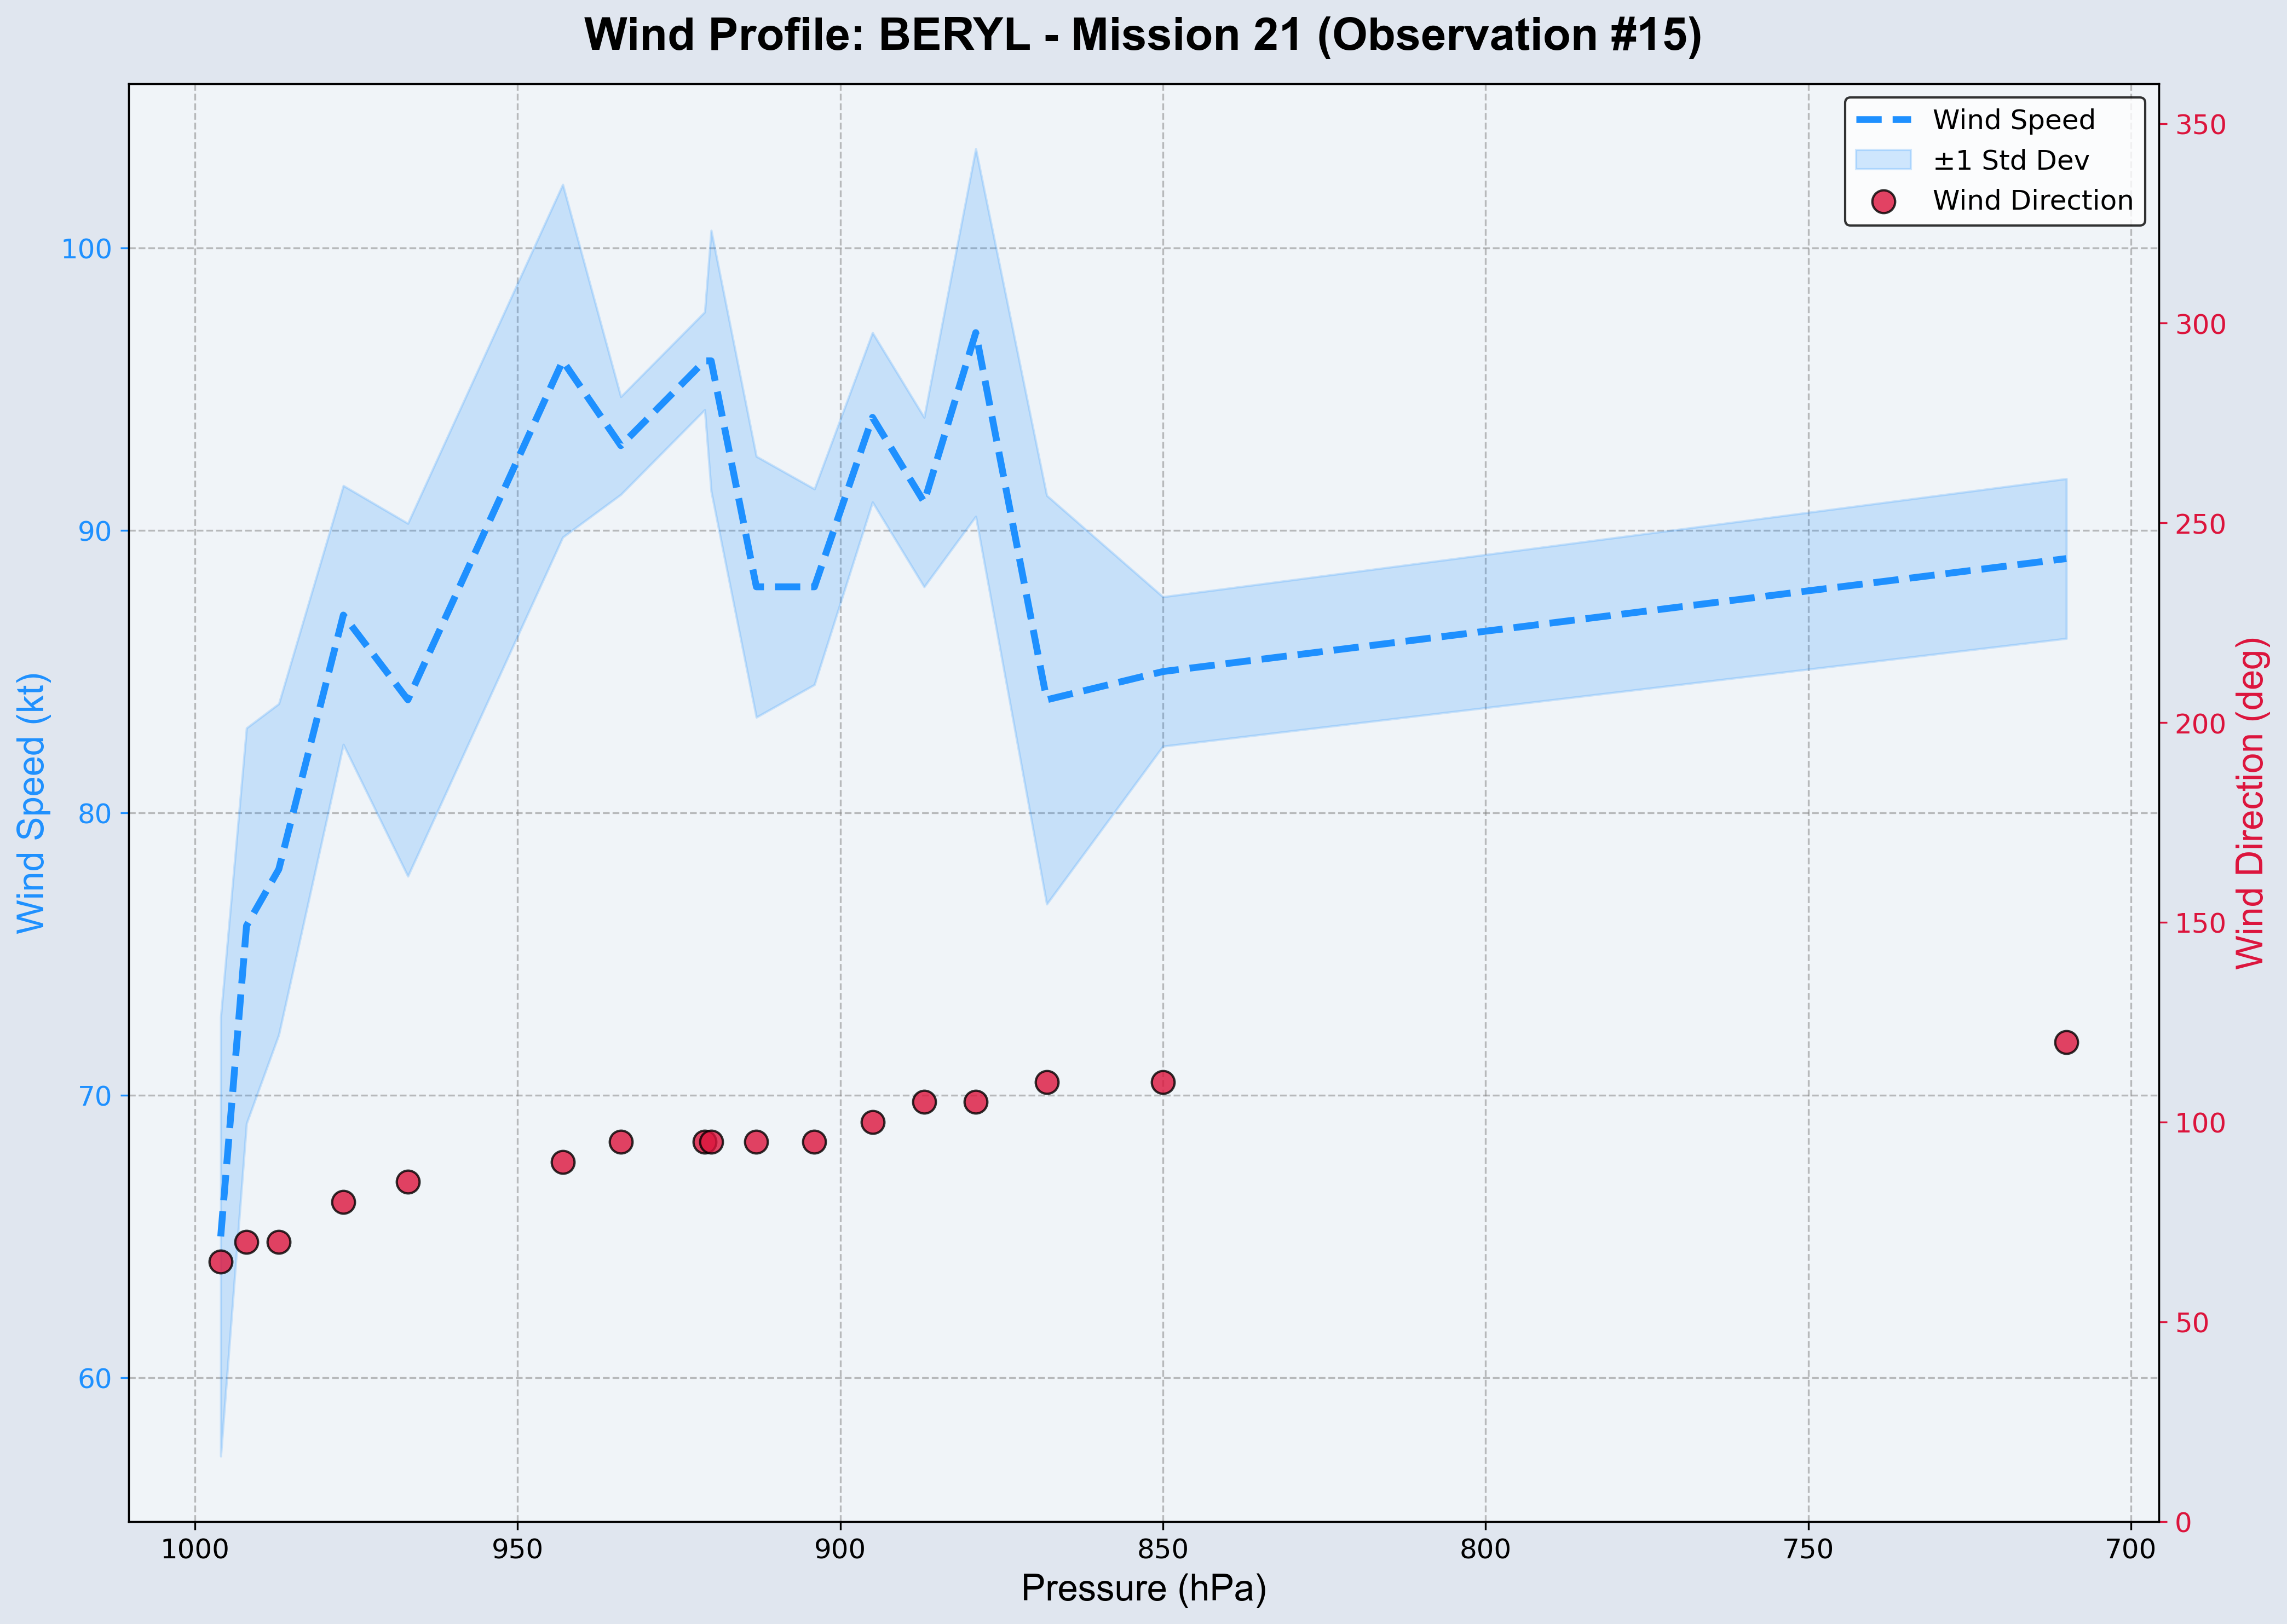 Wind Profile: BERYL - Mission 21 (Observation #15)
Wind Speed
±1 Std Dev
Wind Direction
100
90
80
70
60
Wind Speed (kt)
350
300
250
200
150
100
50
0
Wind Direction (deg)
1000 950 900 850 800 750 700
Pressure (hPa)